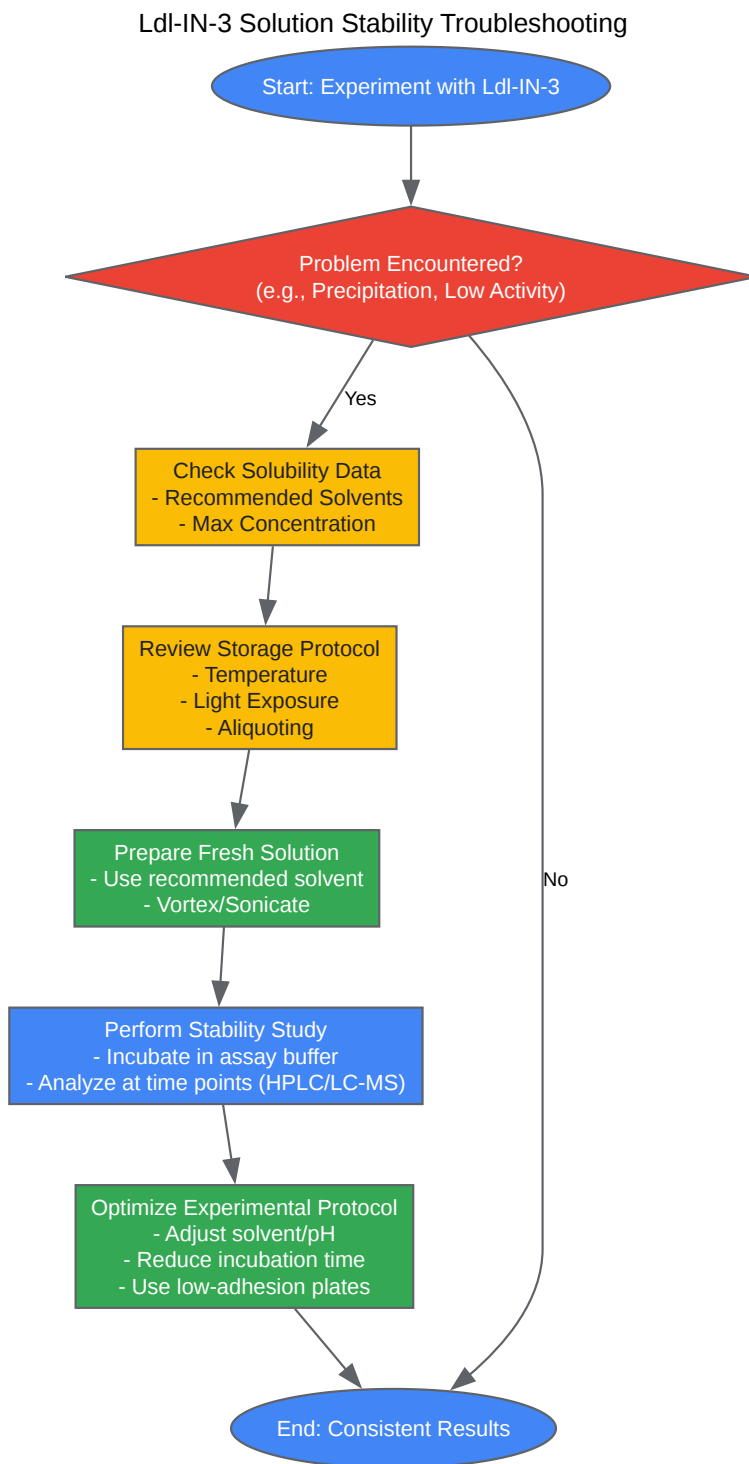 Ldl-IN-3 Solution Stability Troubleshooting
Start: Experiment with Ldl-IN-3
Problem Encountered?
(e.g., Precipitation, Low Activity)
Yes
Check Solubility Data
- Recommended Solvents
- Max Concentration
Review Storage Protocol
- Temperature
- Light Exposure
- Aliquoting
Prepare Fresh Solution
- Use recommended solvent
- Vortex/Sonicate
No
Perform Stability Study
- Incubate in assay buffer
- Analyze at time points (HPLC/LC-MS)
Optimize Experimental Protocol
- Adjust solvent/pH
- Reduce incubation time
- Use low-adhesion plates
End: Consistent Results